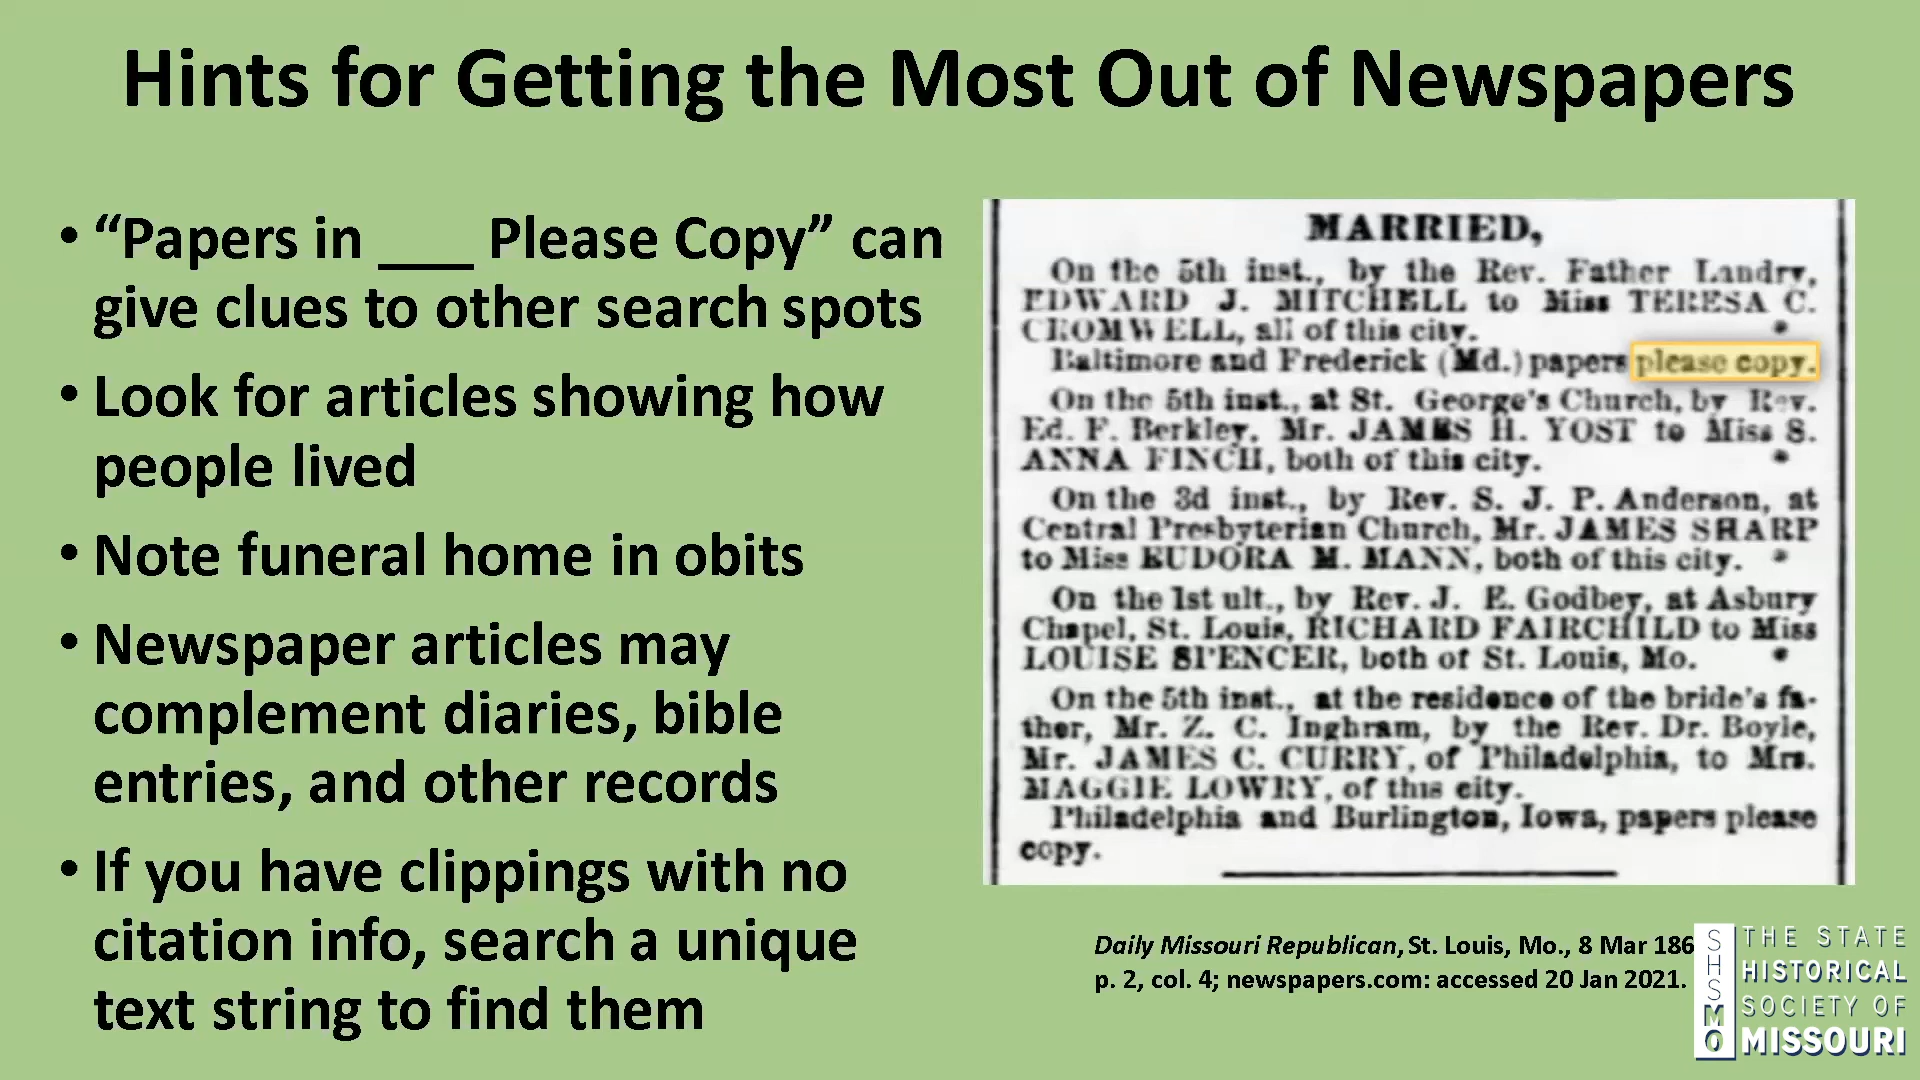 Hints for Getting the Most Out of Newspapers
• “Papers in ___ Please Copy” can
give clues to other search spots
• Look for articles showing how
people lived
• Note funeral home in obits
• Newspaper articles may
complement diaries, bible
entries, and other records
• If you have clippings with no
citation info, search a unique
text string to find them
MARRIED,
On the 5th inst., by the Rev. Father Landry,
EDWARD J. MITCHELL to Miss TERESA C.
CROMWELL, all of this city. *
Baltimore and Frederick (Md.) papers please copy.
On the 5th inst., at St. George's Church, by Rev.
Ed. F. Berkley, Mr. JAMES H. YOST to Miss S.
ANNA FINCH, both of this city. *
On the 3d inst., by Rev. S. J. P. Anderson, at
Central Presbyterian Church, Mr. JAMES SHARP
to Miss EUDORA M. MANN, both of this city. *
On the 1st ult., by Rev. J. E. Godbey, at Asbury
Chapel, St. Louis, RICHARD FAIRCHILD to Miss
LOUISE SPENCER, both of St. Louis, Mo. *
On the 5th inst., at the residence of the bride's fa-
ther, Mr. Z. C. Inghram, by the Rev. Dr. Boyle,
Mr. JAMES C. CURRY, of Philadelphia, to Mrs.
MAGGIE LOWRY, of this city.
Philadelphia and Burlington, Iowa, papers please
copy.
Daily Missouri Republican, St. Louis, Mo., 8 Mar 186
p. 2, col. 4; newspapers.com: accessed 20 Jan 2021.
SHSMO
THE STATE
HISTORICAL
SOCIETY OF
MISSOURI